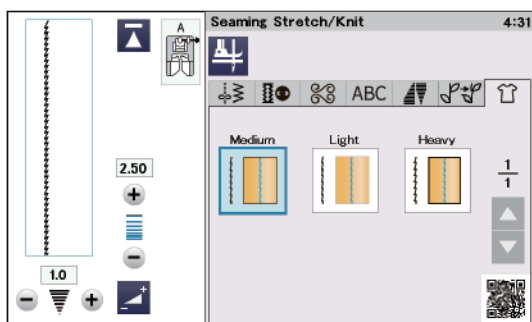 A
Seaming Stretch/Knit
4:31
ABC
Medium
Light
Heavy
2.50
1
1
1.0